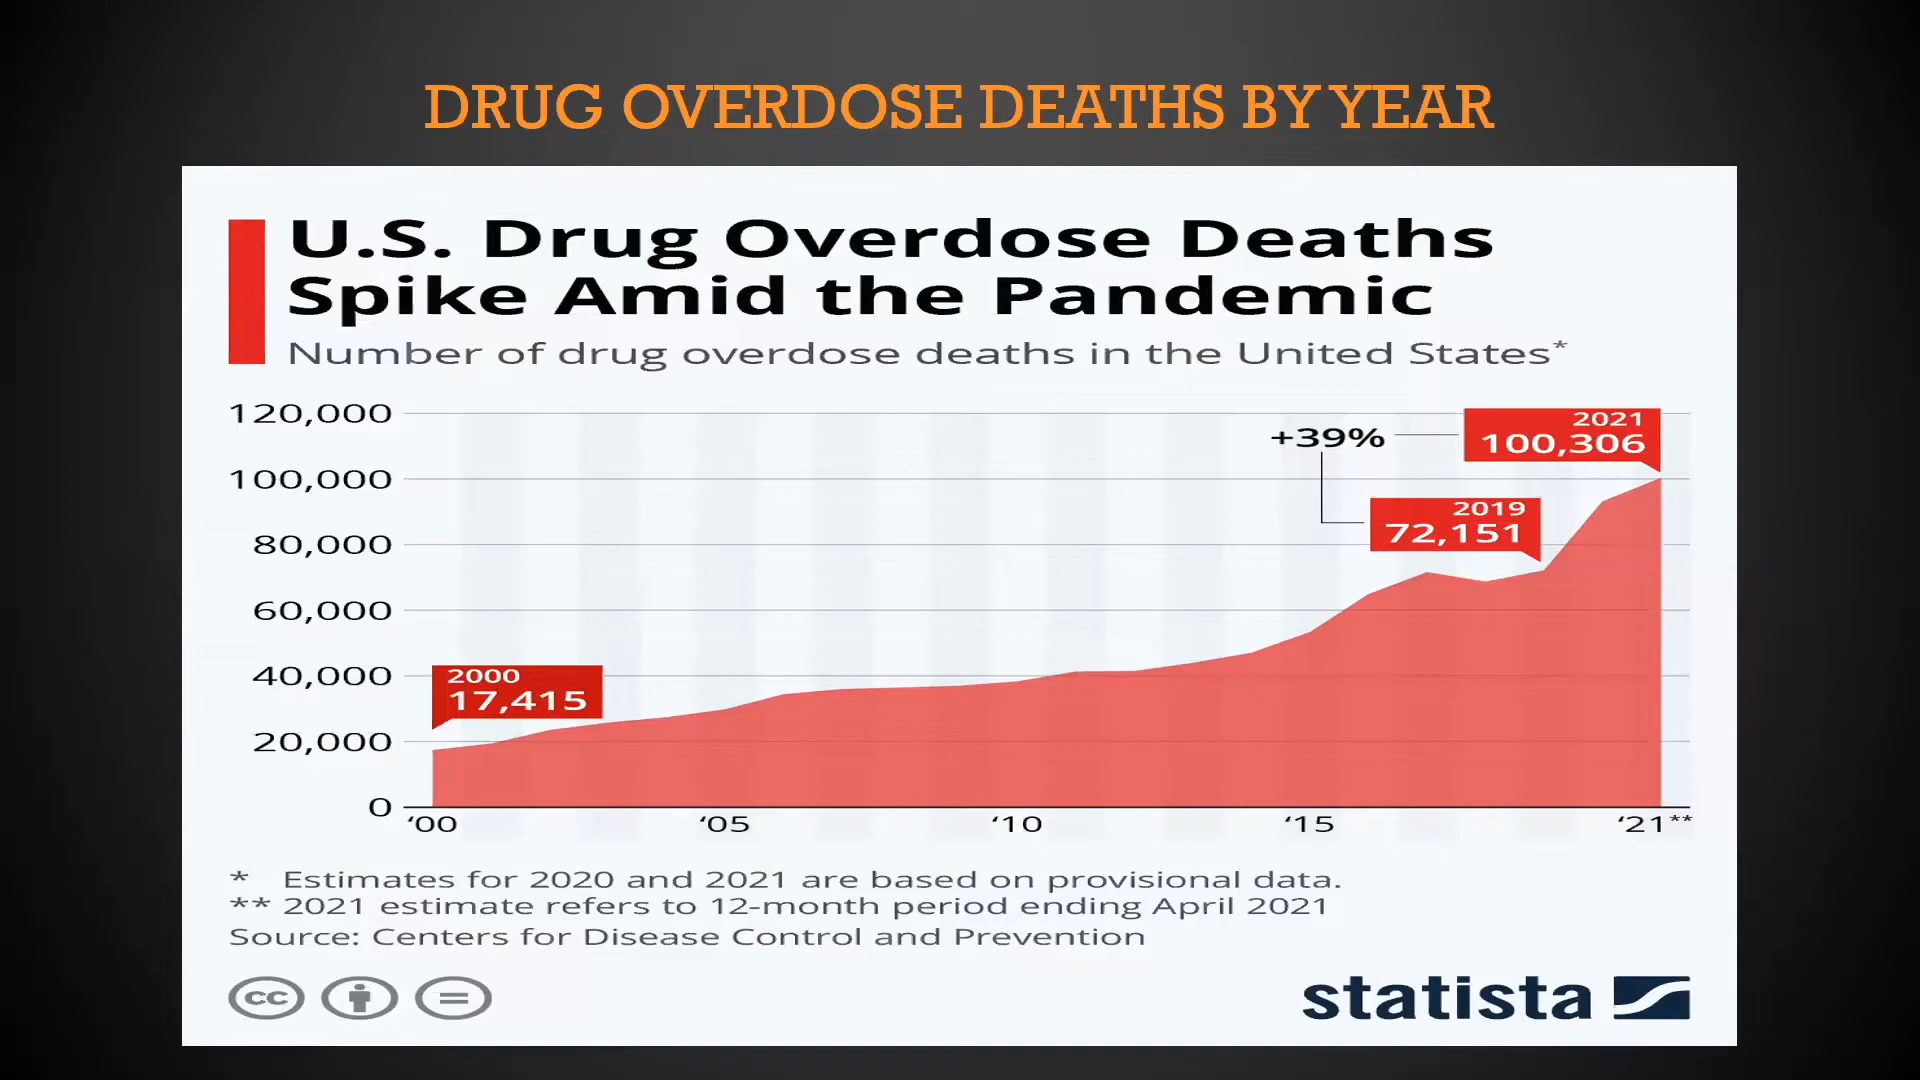 DRUG OVERDOSE DEATHS BY YEAR
U.S. Drug Overdose Deaths
Spike Amid the Pandemic
Number of drug overdose deaths in the United States*
120,000
100,000
80,000
60,000
40,000
20,000
0
+39%
2021
100,306
2019
72,151
2000
17,415
‘00
‘05
‘10
‘15
‘21**
* Estimates for 2020 and 2021 are based on provisional data.
** 2021 estimate refers to 12-month period ending April 2021
Source: Centers for Disease Control and Prevention
cc
statista